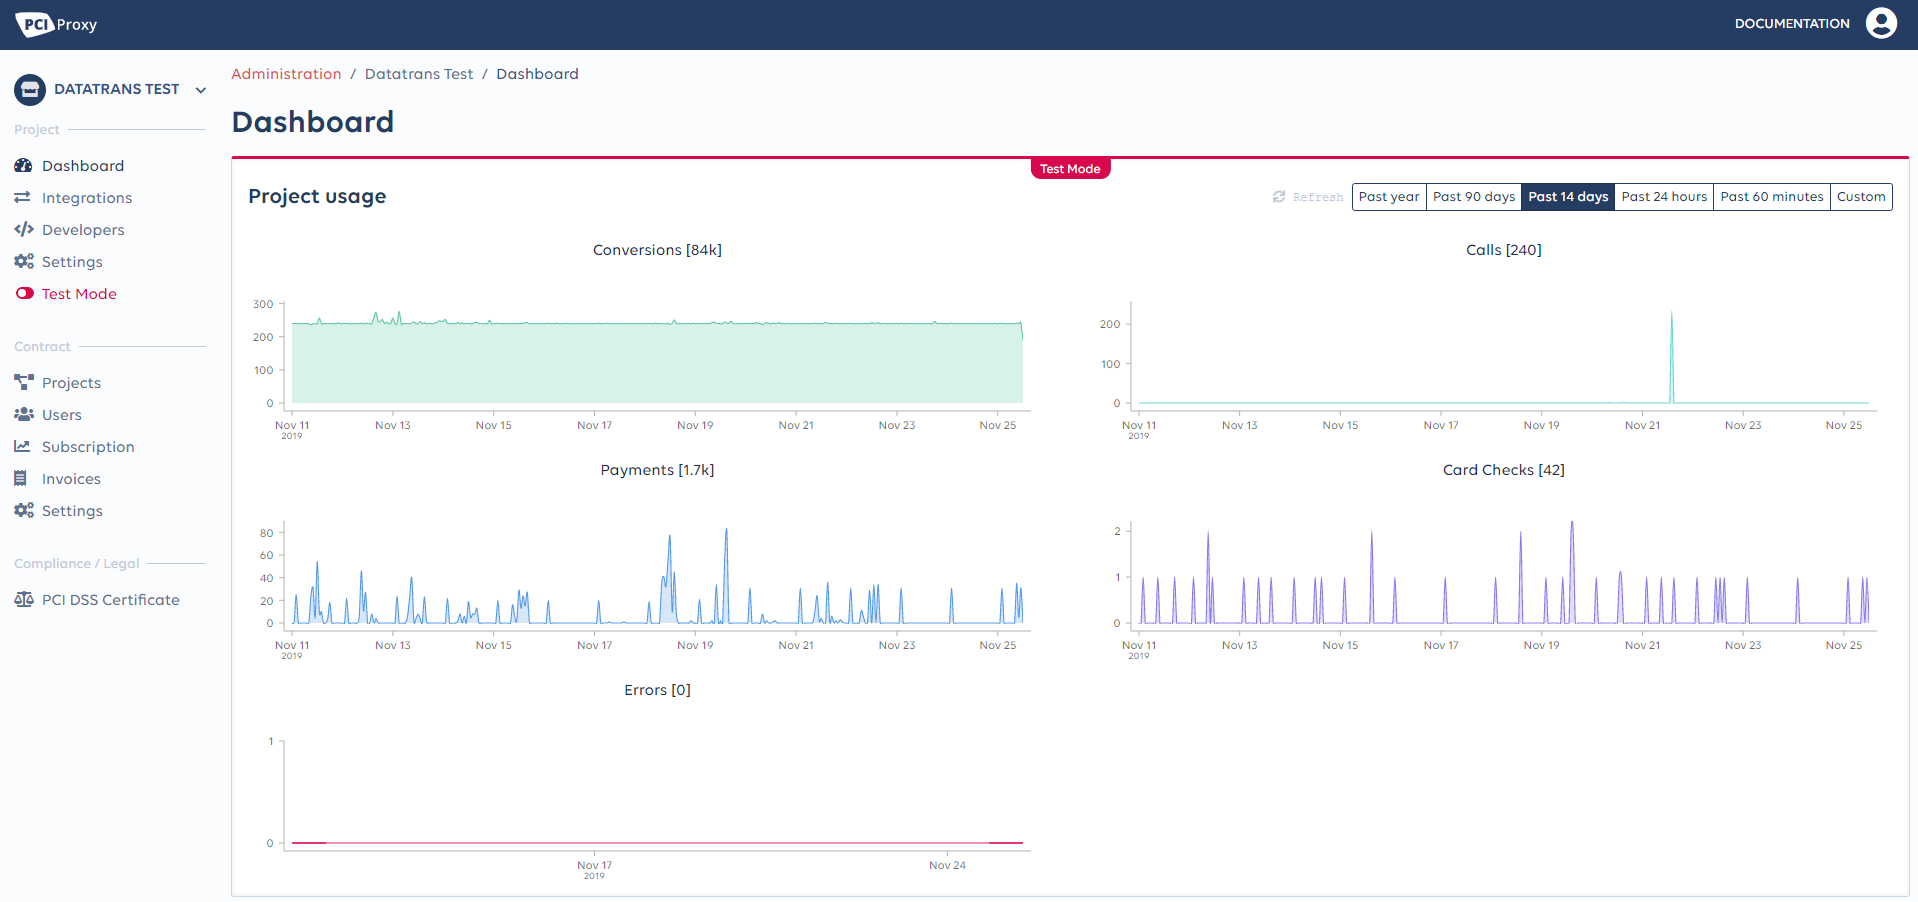 PCI Proxy
DOCUMENTATION
DATATRANS TEST
Project
Dashboard
Integrations
Developers
Settings
Test Mode
Contract
Projects
Users
Subscription
Invoices
Settings
Compliance / Legal
PCI DSS Certificate
Administration / Datatrans Test / Dashboard
Dashboard
Test Mode
Project usage
Refresh
Past year Past 90 days Past 14 days Past 24 hours Past 60 minutes Custom
Conversions [84k]
300
200
100
0
Nov 11 Nov 13 Nov 15 Nov 17 Nov 19 Nov 21 Nov 23 Nov 25
2019
Calls [240]
200
100
0
Nov 11 Nov 13 Nov 15 Nov 17 Nov 19 Nov 21 Nov 23 Nov 25
2019
Payments [1.7k]
80
60
40
20
0
Nov 11 Nov 13 Nov 15 Nov 17 Nov 19 Nov 21 Nov 23 Nov 25
2019
Card Checks [42]
2
1
0
Nov 11 Nov 13 Nov 15 Nov 17 Nov 19 Nov 21 Nov 23 Nov 25
2019
Errors [0]
1
0
Nov 17 Nov 24
2019